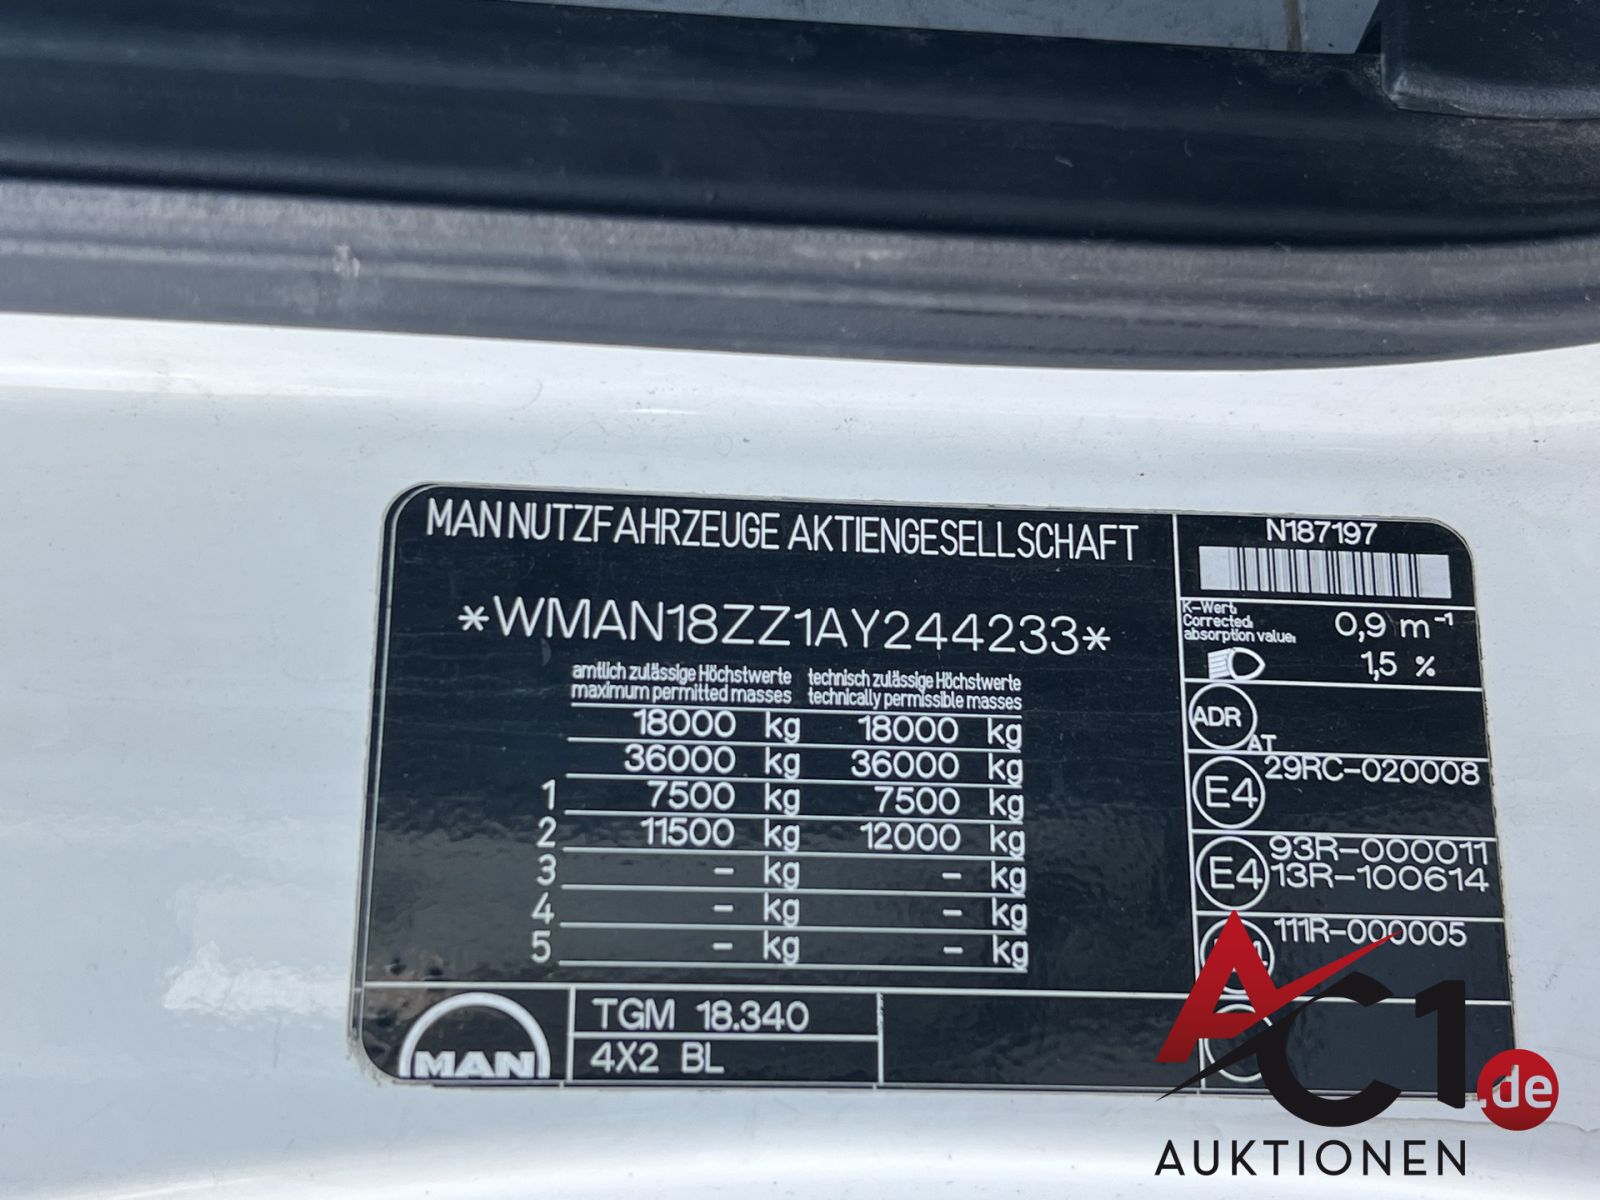 MAN NUTZFAHRZEUGE AKTIENGESELLSCHAFT
*WMAN18ZZ1AY244233*
amtlich zulässige Höchstwerte technisch zulässige Höchstwerte
maximum permitted masses technically permissible masses
18000 kg 18000 kg
36000 kg 36000 kg
1 7500 kg 7500 kg
2 11500 kg 12000 kg
3 - kg - kg
4 - kg - kg
5 - kg - kg
MAN
TGM 18.340
4X2 BL
N187197
K-Wert,
Corrected,
absorption value:
0,9 m⁻¹
1,5 %
ADR
AT
E4 29RC-020008
E4 93R-000011
13R-100614
111R-000005
AC1.de
AUKTIONEN